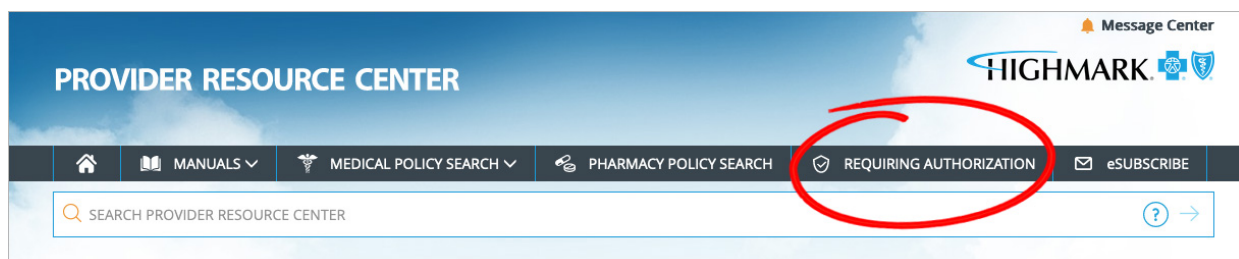 Message Center
HIGHMARK.
PROVIDER RESOURCE CENTER
MANUALS MEDICAL POLICY SEARCH PHARMACY POLICY SEARCH REQUIRING AUTHORIZATION eSUBSCRIBE
SEARCH PROVIDER RESOURCE CENTER ?